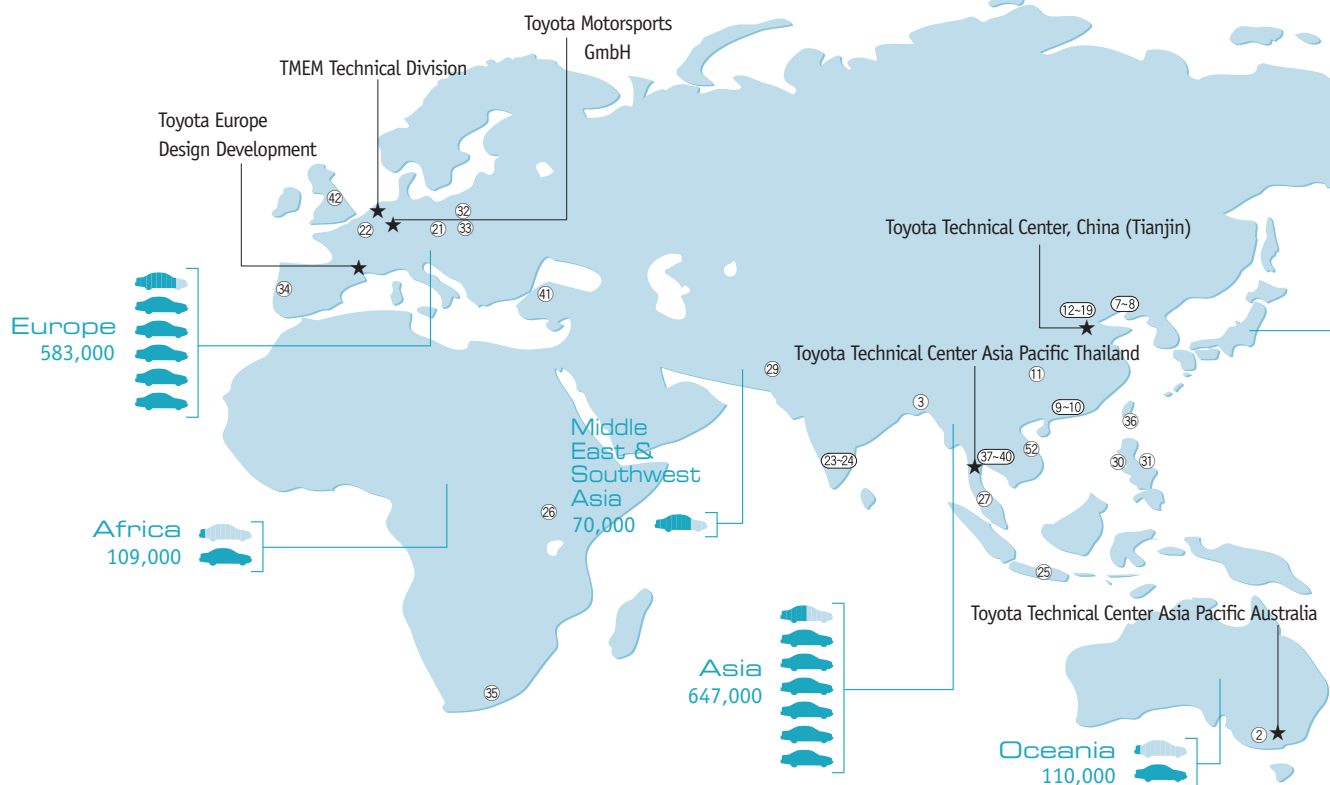 Toyota Motorsports
GmbH
TMEM Technical Division
Toyota Europe
Design Development
42
32
22
21
33
Toyota Technical Center, China (Tianjin)
34
41
12~19
7~8
Europe
583,000
Toyota Technical Center Asia Pacific Thailand
29
11
3
9~10
36
Middle
East &
Southwest
Asia
70,000
23~24
37~40
52
30
31
27
26
Africa
109,000
25
Toyota Technical Center Asia Pacific Australia
Asia
647,000
35
2
Oceania
110,000